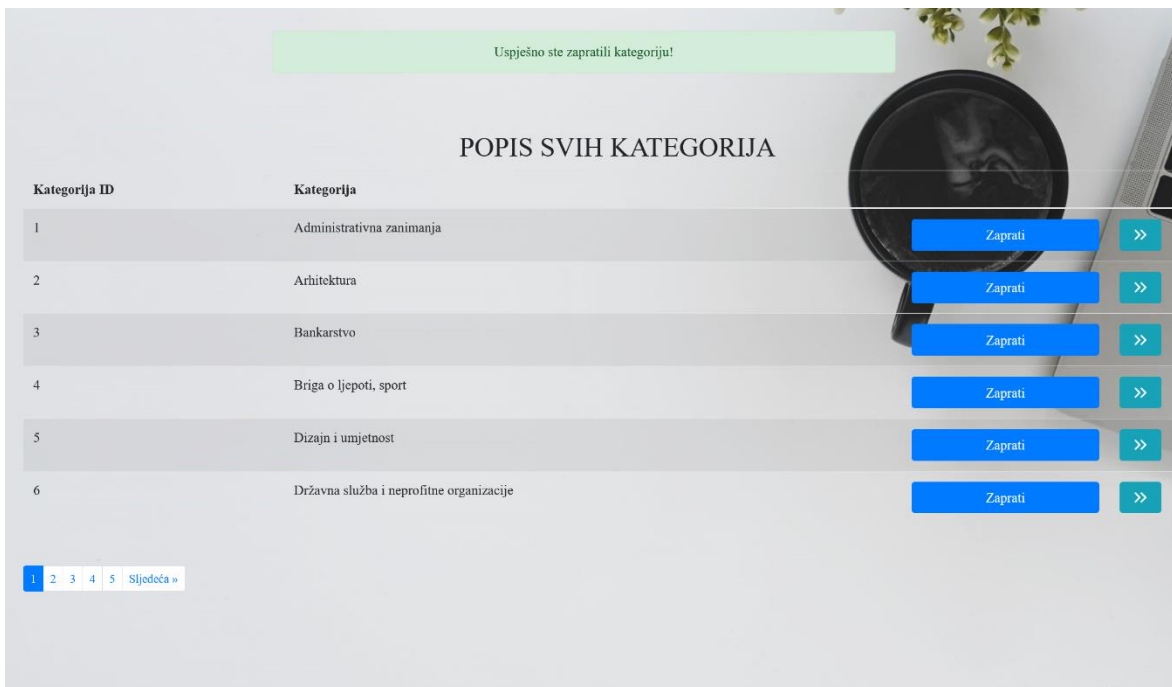 Uspješno ste zapratili kategoriju!
POPIS SVIH KATEGORIJA
Kategorija ID Kategorija
1 Administrativna zanimanja Zaprati »
2 Arhitektura Zaprati »
3 Bankarstvo Zaprati »
4 Briga o ljepoti, sport Zaprati »
5 Dizajn i umjetnost Zaprati »
6 Državna služba i neprofitne organizacije Zaprati »
1 2 3 4 5 Sljedeća »